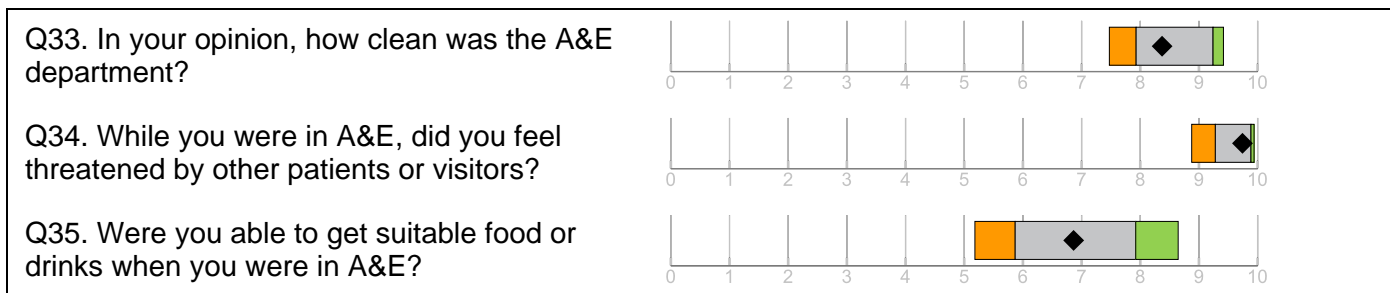 Q33. In your opinion, how clean was the A&E
department?
0 1 2 3 4 5 6 7 8 9 10
Q34. While you were in A&E, did you feel
threatened by other patients or visitors?
0 1 2 3 4 5 6 7 8 9 10
Q35. Were you able to get suitable food or
drinks when you were in A&E?
0 1 2 3 4 5 6 7 8 9 10